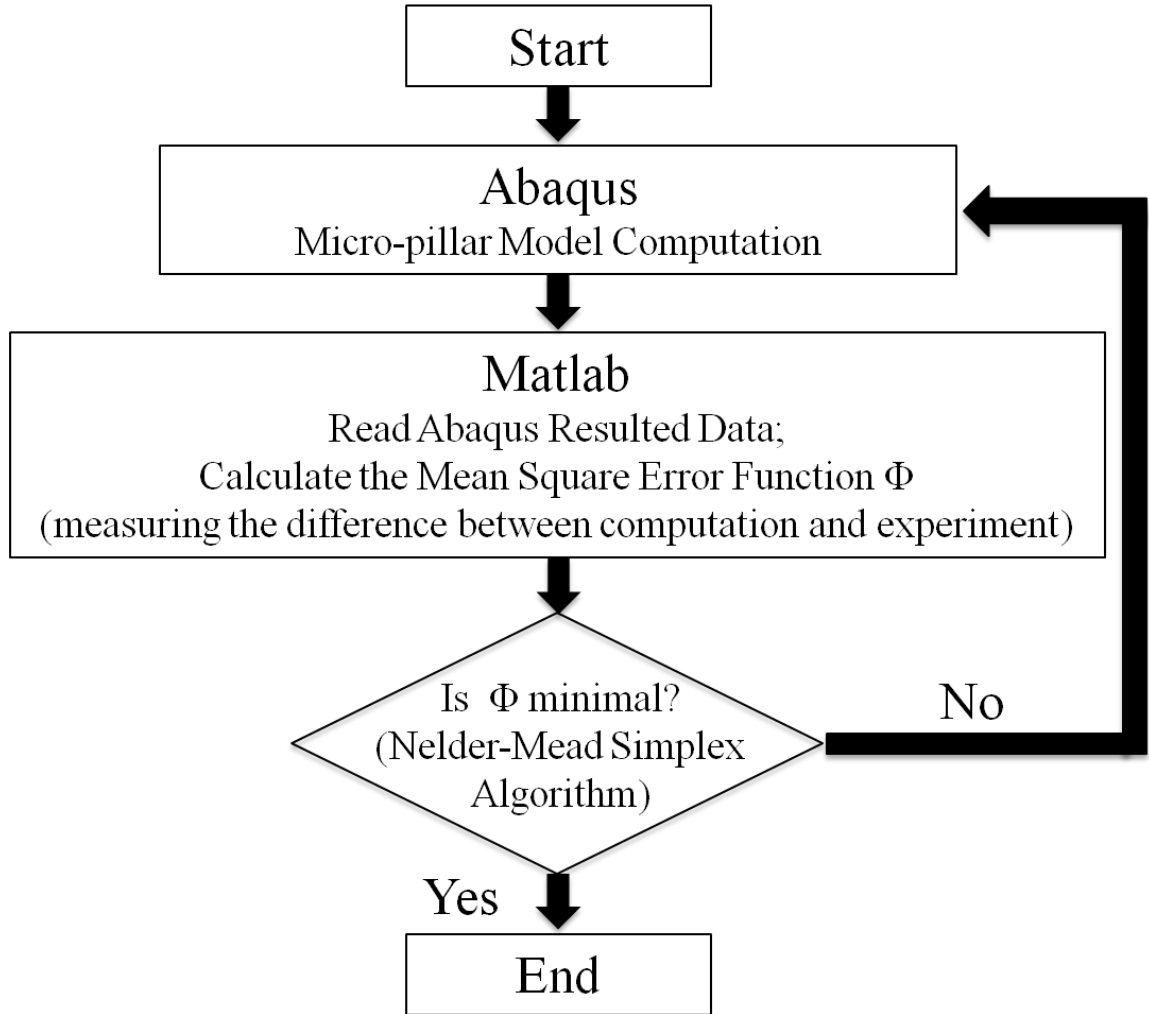 Start
Abaqus
Micro-pillar Model Computation
Matlab
Read Abaqus Resulted Data;
Calculate the Mean Square Error Function Φ
(measuring the difference between computation and experiment)
Is Φ minimal?
(Nelder-Mead Simplex
Algorithm)
No
Yes
End